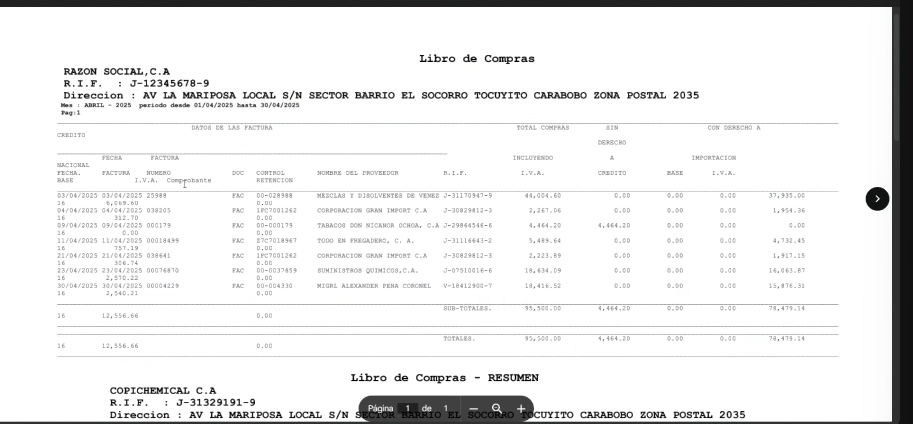 Libro de Compras
RAZON SOCIAL,C.A
R.I.F. : J-12345678-9
Direccion : AV LA MARIPOSA LOCAL S/N SECTOR BARRIO EL SOCORRO TOCUYITO CARABOBO ZONA POSTAL 2035
Mes : ABRIL - 2025 periodo desde 01/04/2025 hasta 30/04/2025
Pag:1
DATOS DE LAS FACTURA TOTAL COMPRAS SIN CON DERECHO A
CREDITO
DERECHO
FECHA FACTURA INCLUYENDO A IMPORTACION
NACIONAL
FECHA. FACTURA NUMERO DOC CONTROL NOMBRE DEL PROVEEDOR R.I.F. I.V.A. CREDITO BASE I.V.A.
BASE I.V.A. Comprobante RETENCION
03/04/2025 03/04/2025 25988 FAC 00-028988 MEZCLAS Y DISOLVENTES DE VENEZ J-31170947-9 44,004.60 0.00 0.00 0.00 37,935.00
16 6,069.60 0.00
04/04/2025 04/04/2025 038205 FAC 1FC7001262 CORPORACION GRAN IMPORT C.A J-30829812-3 2,267.06 0.00 0.00 0.00 1,954.36
16 312.70 0.00
09/04/2025 09/04/2025 000179 FAC 00-000179 TABACOS DON NICANOR OCHOA, C.A J-29864546-6 4,464.20 4,464.20 0.00 0.00 0.00
16 0.00 0.00
11/04/2025 11/04/2025 00018499 FAC Z7C7018967 TODO EN FREGADERO, C. A. J-31116643-2 5,489.64 0.00 0.00 0.00 4,732.45
16 757.19 0.00
21/04/2025 21/04/2025 038641 FAC 1FC7001262 CORPORACION GRAN IMPORT C.A J-30829812-3 2,223.89 0.00 0.00 0.00 1,917.15
16 306.74 0.00
23/04/2025 23/04/2025 00076870 FAC 00-0037859 SUMINISTROS QUIMICOS,C.A. J-07510016-6 18,634.09 0.00 0.00 0.00 16,063.87
16 2,570.22 0.00
30/04/2025 30/04/2025 00004229 FAC 00-004330 MIGRL ALEXANDER PENA CORONEL V-18412900-7 18,416.52 0.00 0.00 0.00 15,876.31
16 2,540.21 0.00
SUB-TOTALES. 95,500.00 4,464.20 0.00 0.00 78,479.14
16 12,556.66 0.00
TOTALES. 95,500.00 4,464.20 0.00 0.00 78,479.14
16 12,556.66 0.00
Libro de Compras - RESUMEN
COPICHEMICAL C.A
R.I.F. : J-31329191-9
Direccion : AV LA MARIPOSA LOCAL S/N SECTOR BARRIO EL SOCORRO TOCUYITO CARABOBO ZONA POSTAL 2035
Página 1 de 1